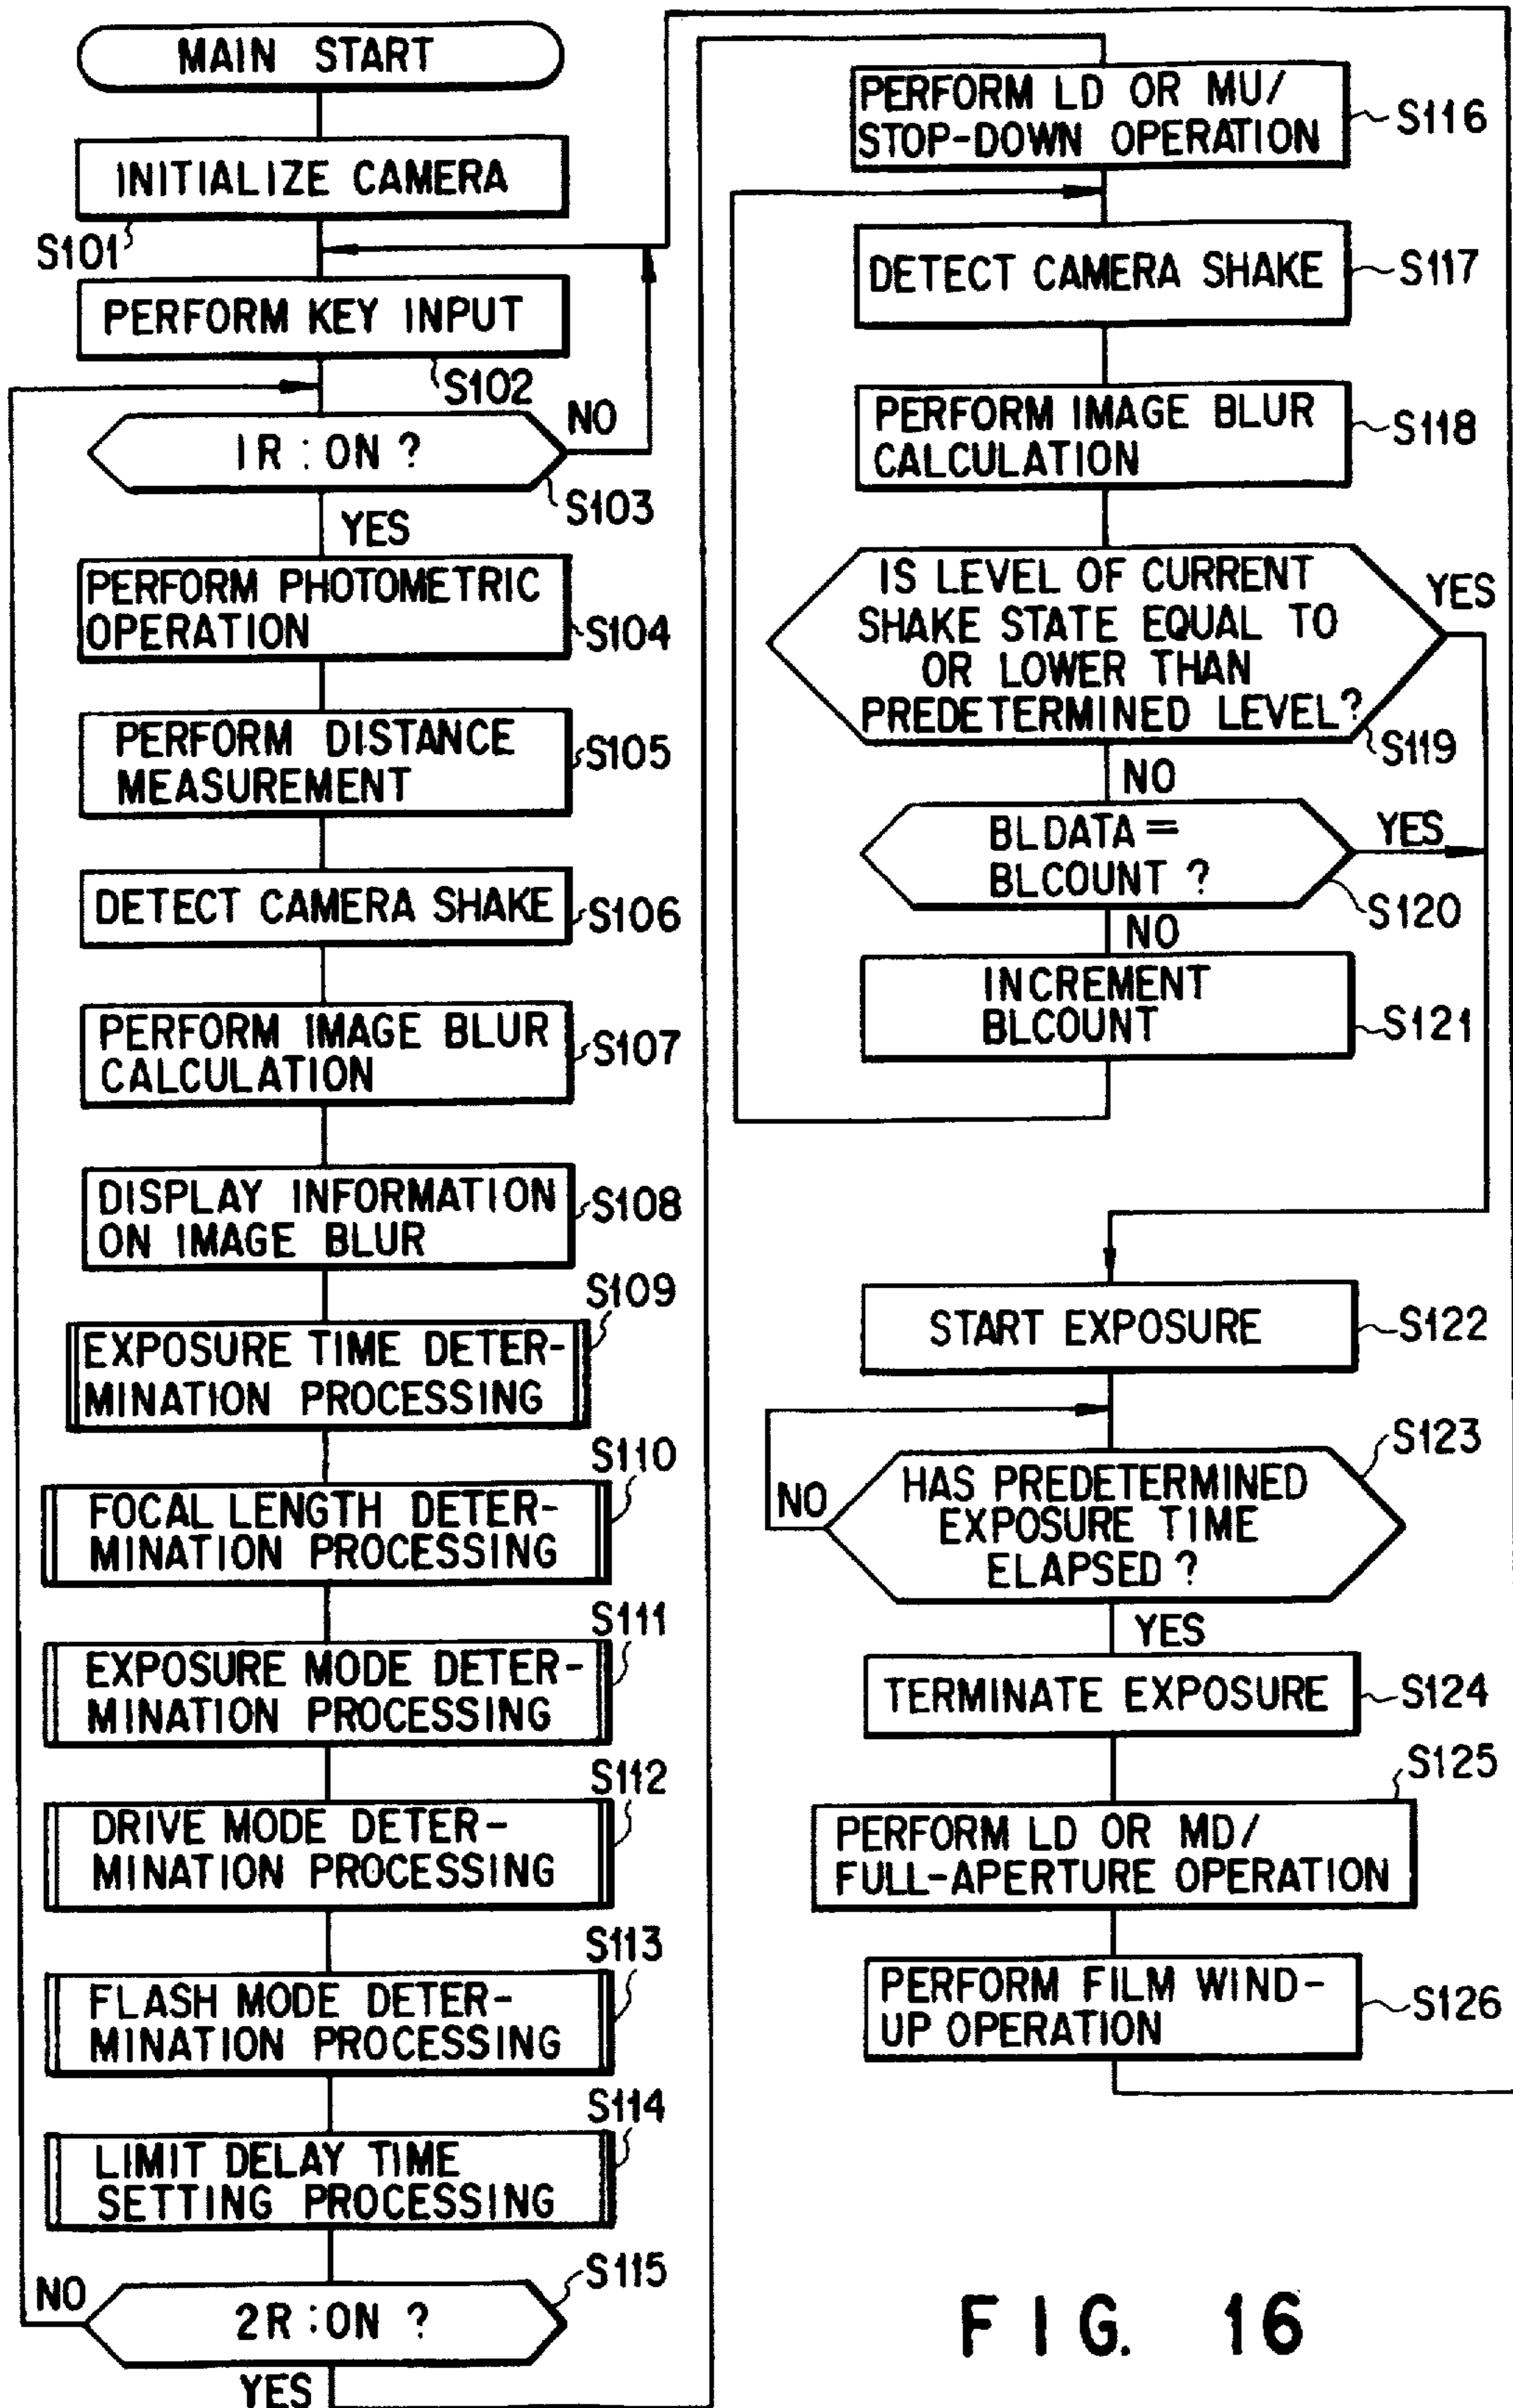 MAIN START
INITIALIZE CAMERA
S101
PERFORM KEY INPUT
S102
1R : ON ?
NO
S103
YES
PERFORM PHOTOMETRIC
OPERATION
S104
PERFORM DISTANCE
MEASUREMENT
S105
DETECT CAMERA SHAKE
S106
PERFORM IMAGE BLUR
CALCULATION
S107
DISPLAY INFORMATION
ON IMAGE BLUR
S108
S109
EXPOSURE TIME DETER-
MINATION PROCESSING
S110
FOCAL LENGTH DETER-
MINATION PROCESSING
S111
EXPOSURE MODE DETER-
MINATION PROCESSING
S112
DRIVE MODE DETER-
MINATION PROCESSING
S113
FLASH MODE DETER-
MINATION PROCESSING
S114
LIMIT DELAY TIME
SETTING PROCESSING
S115
NO
2R : ON ?
YES
PERFORM LD OR MU/
STOP-DOWN OPERATION
S116
DETECT CAMERA SHAKE
S117
PERFORM IMAGE BLUR
CALCULATION
S118
IS LEVEL OF CURRENT
SHAKE STATE EQUAL TO
OR LOWER THAN
PREDETERMINED LEVEL?
YES
S119
NO
BLDATA =
BLCOUNT ?
YES
S120
NO
INCREMENT
BLCOUNT
S121
START EXPOSURE
S122
S123
NO
HAS PREDETERMINED
EXPOSURE TIME
ELAPSED ?
YES
TERMINATE EXPOSURE
S124
S125
PERFORM LD OR MD/
FULL-APERTURE OPERATION
PERFORM FILM WIND-
UP OPERATION
S126
FIG. 16